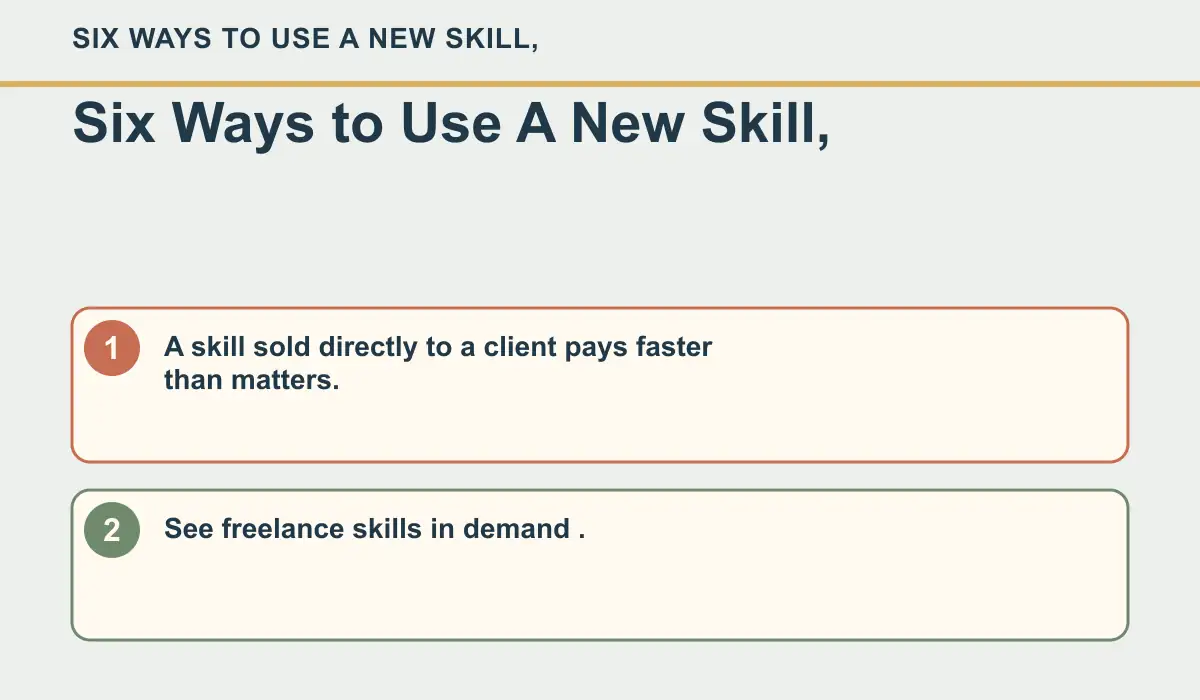 SIX WAYS TO USE A NEW SKILL,
Six Ways to Use A New Skill,
1
A skill sold directly to a client pays faster
than matters.
2
See freelance skills in demand .